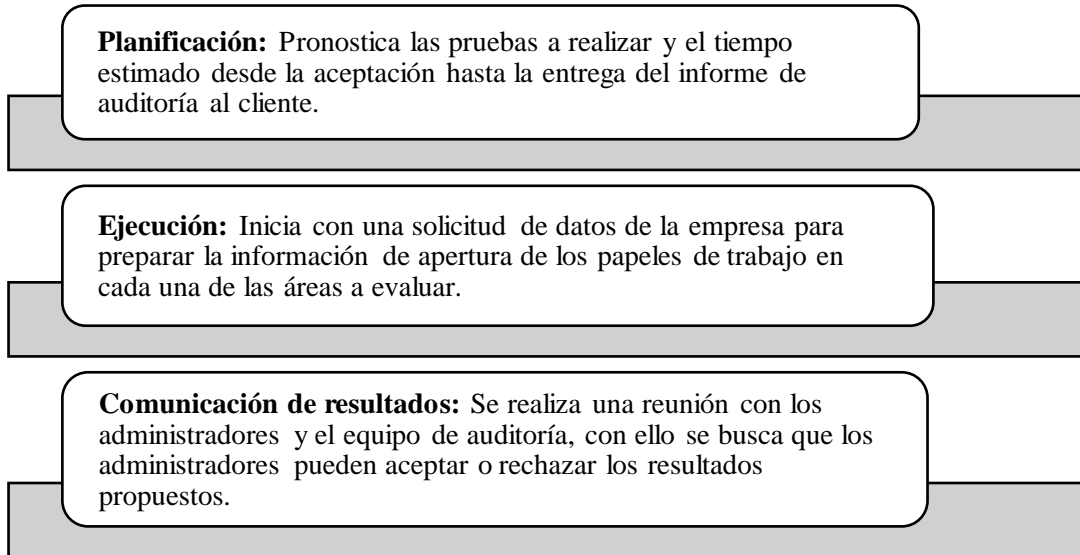 Planificación: Pronostica las pruebas a realizar y el tiempo
estimado desde la aceptación hasta la entrega del informe de
auditoría al cliente.
Ejecución: Inicia con una solicitud de datos de la empresa para
preparar la información de apertura de los papeles de trabajo en
cada una de las áreas a evaluar.
Comunicación de resultados: Se realiza una reunión con los
administradores y el equipo de auditoría, con ello se busca que los
administradores pueden aceptar o rechazar los resultados
propuestos.